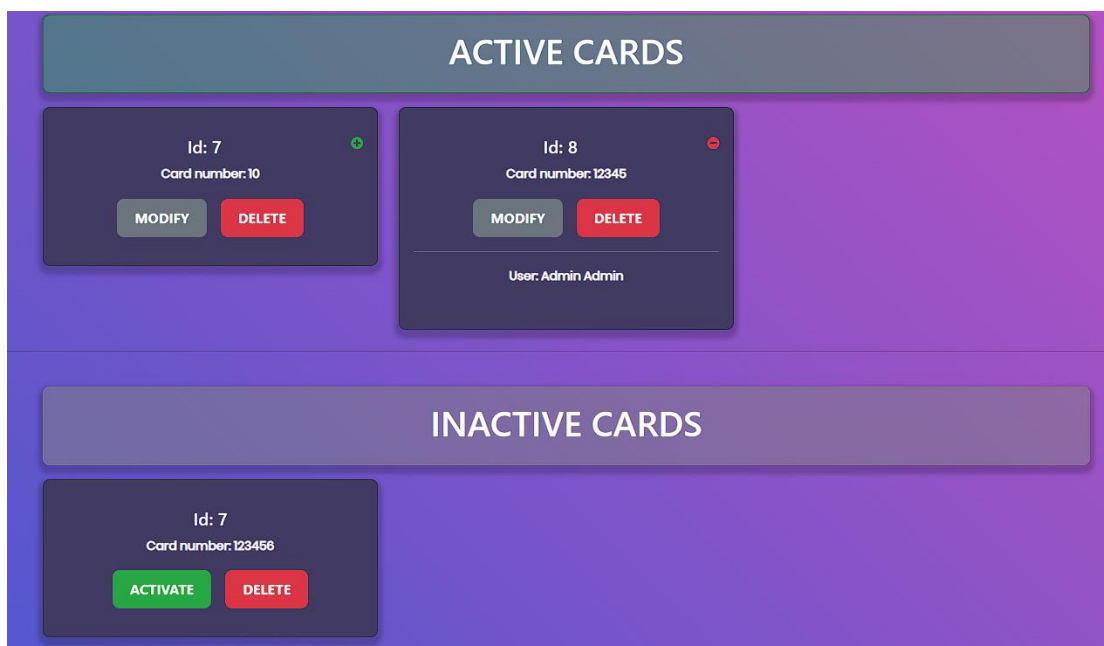 ACTIVE CARDS
Id: 7
Card number: 10
MODIFY DELETE
Id: 8
Card number: 12345
MODIFY DELETE
User: Admin Admin
INACTIVE CARDS
Id: 7
Card number: 123456
ACTIVATE DELETE